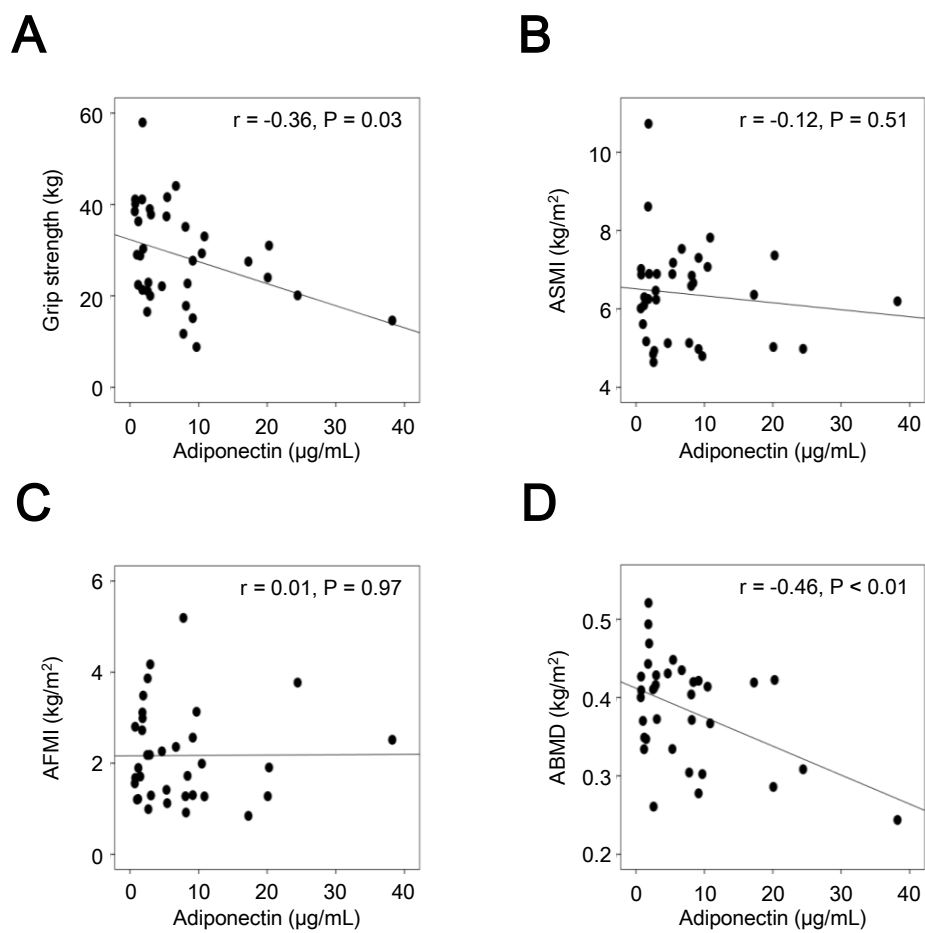 A
B
r = -0.36, P = 0.03
60
40
20
0
Grip strength (kg)
0 10 20 30 40
Adiponectin (µg/mL)
r = -0.12, P = 0.51
10
8
6
4
ASMI (kg/m²)
0 10 20 30 40
Adiponectin (µg/mL)
C
D
r = 0.01, P = 0.97
6
4
2
0
AFMI (kg/m²)
0 10 20 30 40
Adiponectin (µg/mL)
r = -0.46, P < 0.01
0.5
0.4
0.3
0.2
ABMD (kg/m²)
0 10 20 30 40
Adiponectin (µg/mL)